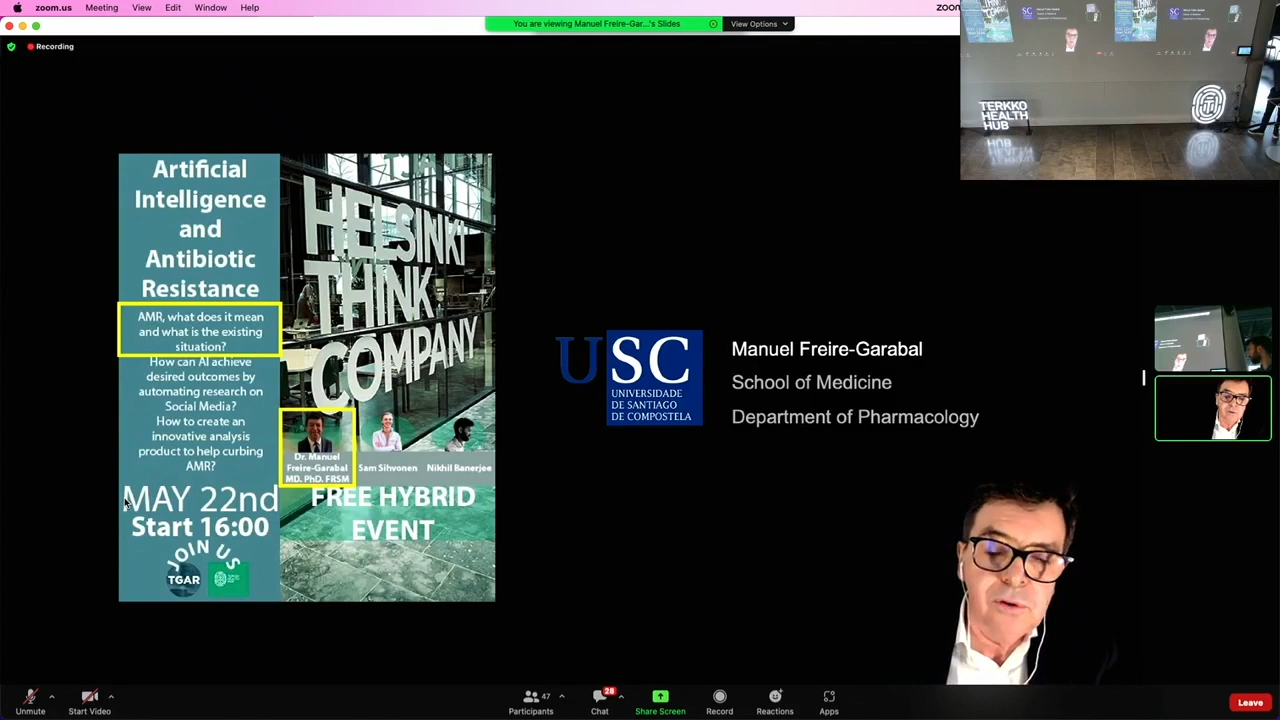 zoom.us Meeting View Edit Window Help
You are viewing Manuel Freire-Gar...'s Slides
View Options
zoo
Recording
TERKKO
HEALTH
HUB
Artificial
Intelligence
and
Antibiotic
Resistance
AMR, what does it mean
and what is the existing
situation?
How can AI achieve
desired outcomes by
automating research on
Social Media?
How to create an
innovative analysis
product to help curbing
AMR?
MAY 22nd
Start 16:00
JOIN US
TGAR
HELSINKI
THINK
COMPANY
Dr. Manuel
Freire-Garabal
MD. PhD. FRSM
Sam Sihvonen
Nikhil Banerjee
FREE HYBRID
EVENT
USC
UNIVERSIDADE
DE SANTIAGO
DE COMPOSTELA
Manuel Freire-Garabal
School of Medicine
Department of Pharmacology
Unmute
Start Video
47
Participants
28
Chat
Share Screen
Record
Reactions
Apps
Leave